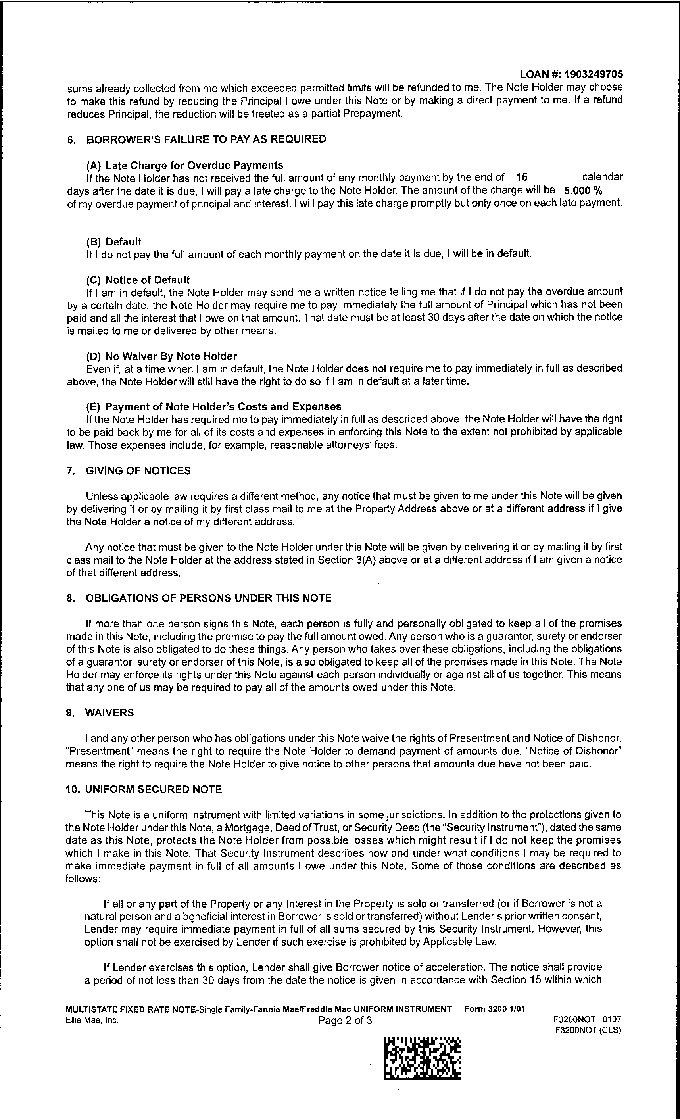 LOAN #: 1903249705
sums already collected from me which exceeded permitted limits will be refunded to me. The Note Holder may choose
to make this refund by reducing the Principal I owe under this Note or by making a direct payment to me. If a refund
reduces Principal, the reduction will be treated as a partial Prepayment.
6. BORROWER'S FAILURE TO PAY AS REQUIRED
(A) Late Charge for Overdue Payments
If the Note Holder has not received the full amount of any monthly payment by the end of 15 calendar
days after the date it is due, I will pay a late charge to the Note Holder. The amount of the charge will be 5.000 %
of my overdue payment of principal and interest. I will pay this late charge promptly but only once on each late payment.
(B) Default
If I do not pay the full amount of each monthly payment on the date it is due, I will be in default.
(C) Notice of Default
If I am in default, the Note Holder may send me a written notice telling me that if I do not pay the overdue amount
by a certain date, the Note Holder may require me to pay immediately the full amount of Principal which has not been
paid and all the interest that I owe on that amount. That date must be at least 30 days after the date on which the notice
is mailed to me or delivered by other means.
(D) No Waiver By Note Holder
Even if, at a time when I am in default, the Note Holder does not require me to pay immediately in full as described
above, the Note Holder will still have the right to do so if I am in default at a later time.
(E) Payment of Note Holder's Costs and Expenses
If the Note Holder has required me to pay immediately in full as described above, the Note Holder will have the right
to be paid back by me for all of its costs and expenses in enforcing this Note to the extent not prohibited by applicable
law. Those expenses include, for example, reasonable attorneys' fees.
7. GIVING OF NOTICES
Unless applicable law requires a different method, any notice that must be given to me under this Note will be given
by delivering it or by mailing it by first class mail to me at the Property Address above or at a different address if I give
the Note Holder a notice of my different address.
Any notice that must be given to the Note Holder under this Note will be given by delivering it or by mailing it by first
class mail to the Note Holder at the address stated in Section 3(A) above or at a different address if I am given a notice
of that different address.
8. OBLIGATIONS OF PERSONS UNDER THIS NOTE
If more than one person signs this Note, each person is fully and personally obligated to keep all of the promises
made in this Note, including the promise to pay the full amount owed. Any person who is a guarantor, surety or endorser
of this Note is also obligated to do these things. Any person who takes over these obligations, including the obligations
of a guarantor, surety or endorser of this Note, is also obligated to keep all of the promises made in this Note. The Note
Holder may enforce its rights under this Note against each person individually or against all of us together. This means
that any one of us may be required to pay all of the amounts owed under this Note.
9. WAIVERS
I and any other person who has obligations under this Note waive the rights of Presentment and Notice of Dishonor.
"Presentment" means the right to require the Note Holder to demand payment of amounts due. "Notice of Dishonor"
means the right to require the Note Holder to give notice to other persons that amounts due have not been paid.
10. UNIFORM SECURED NOTE
This Note is a uniform instrument with limited variations in some jurisdictions. In addition to the protections given to
the Note Holder under this Note, a Mortgage, Deed of Trust, or Security Deed (the "Security Instrument"), dated the same
date as this Note, protects the Note Holder from possible losses which might result if I do not keep the promises
which I make in this Note. That Security Instrument describes how and under what conditions I may be required to
make immediate payment in full of all amounts I owe under this Note. Some of those conditions are described as
follows:
If all or any part of the Property or any Interest in the Property is sold or transferred (or if Borrower is not a
natural person and a beneficial interest in Borrower is sold or transferred) without Lender's prior written consent,
Lender may require immediate payment in full of all sums secured by this Security Instrument. However, this
option shall not be exercised by Lender if such exercise is prohibited by Applicable Law.
If Lender exercises this option, Lender shall give Borrower notice of acceleration. The notice shall provide
a period of not less than 30 days from the date the notice is given in accordance with Section 15 within which
MULTISTATE FIXED RATE NOTE-Single Family-Fannie Mae/Freddie Mac UNIFORM INSTRUMENT Form 3200 1/01
Ellie Mae, Inc. Page 2 of 3 F3200NOT 0107
F3200NOT (CLS)